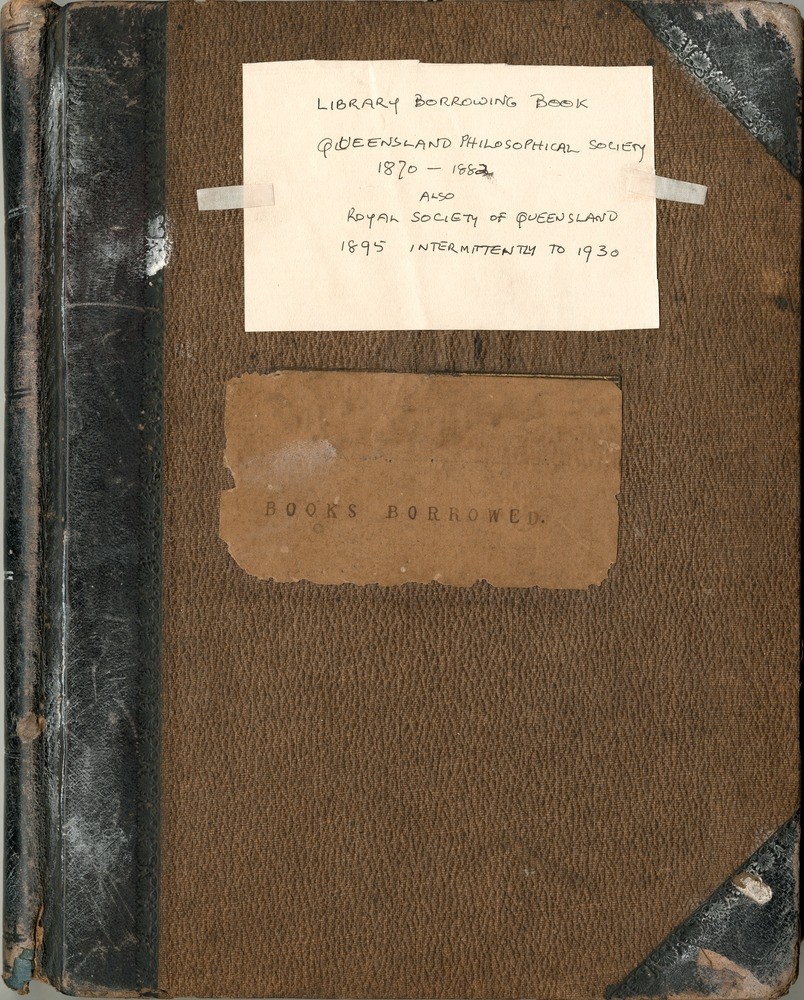 LIBRARY BORROWING BOOK
QUEENSLAND PHILOSOPHICAL SOCIETY
1870 – 1882
ALSO
ROYAL SOCIETY OF QUEENSLAND
1895 INTERMITTENTLY TO 1930
BOOKS BORROWED.